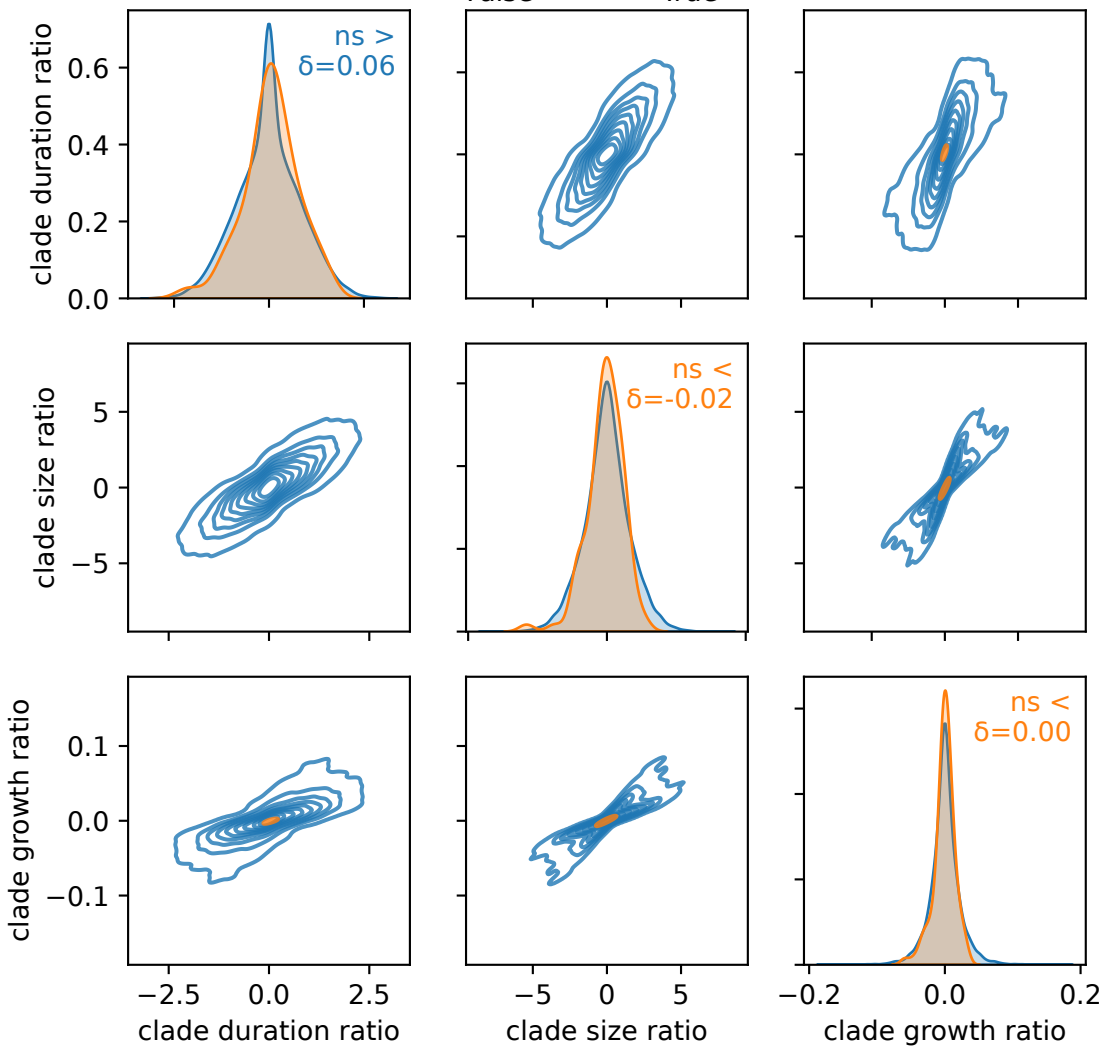 ns >
δ=0.06
clade duration ratio
0.6
0.4
0.2
0.0
ns <
δ=-0.02
clade size ratio
5
0
−5
ns <
δ=0.00
clade growth ratio
0.1
0.0
−0.1
−2.5 0.0 2.5
−5 0 5
−0.2 0.0 0.2
clade duration ratio
clade size ratio
clade growth ratio